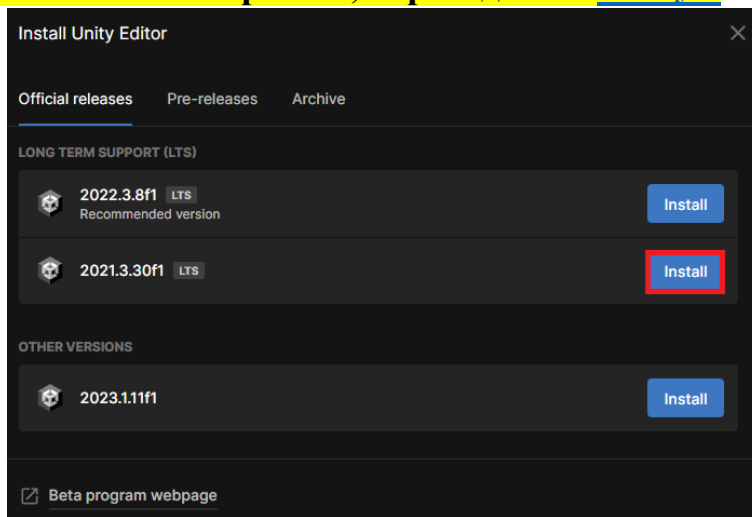 Install Unity Editor
Official releases Pre-releases Archive
LONG TERM SUPPORT (LTS)
2022.3.8f1 LTS
Recommended version
Install
2021.3.30f1 LTS
Install
OTHER VERSIONS
2023.1.11f1
Install
Beta program webpage